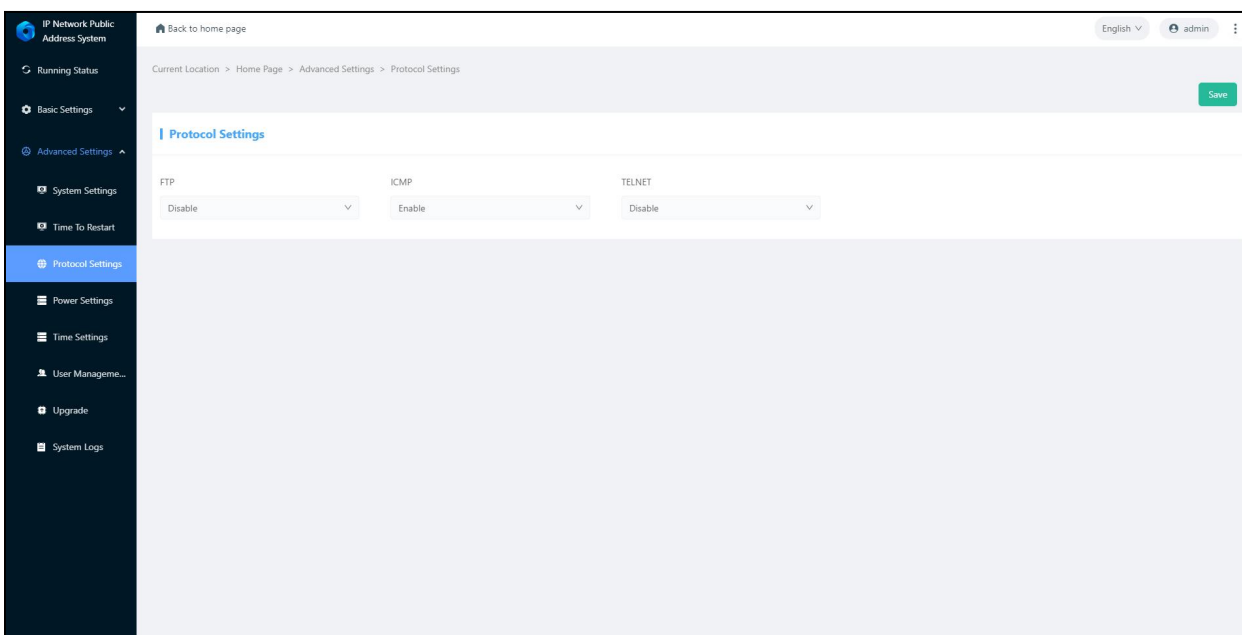 IP Network Public
Address System
Back to home page
English
admin
Running Status
Current Location > Home Page > Advanced Settings > Protocol Settings
Save
Basic Settings
Protocol Settings
Advanced Settings
System Settings
FTP
ICMP
TELNET
Disable
Enable
Disable
Time To Restart
Protocol Settings
Power Settings
Time Settings
User Manageme...
Upgrade
System Logs